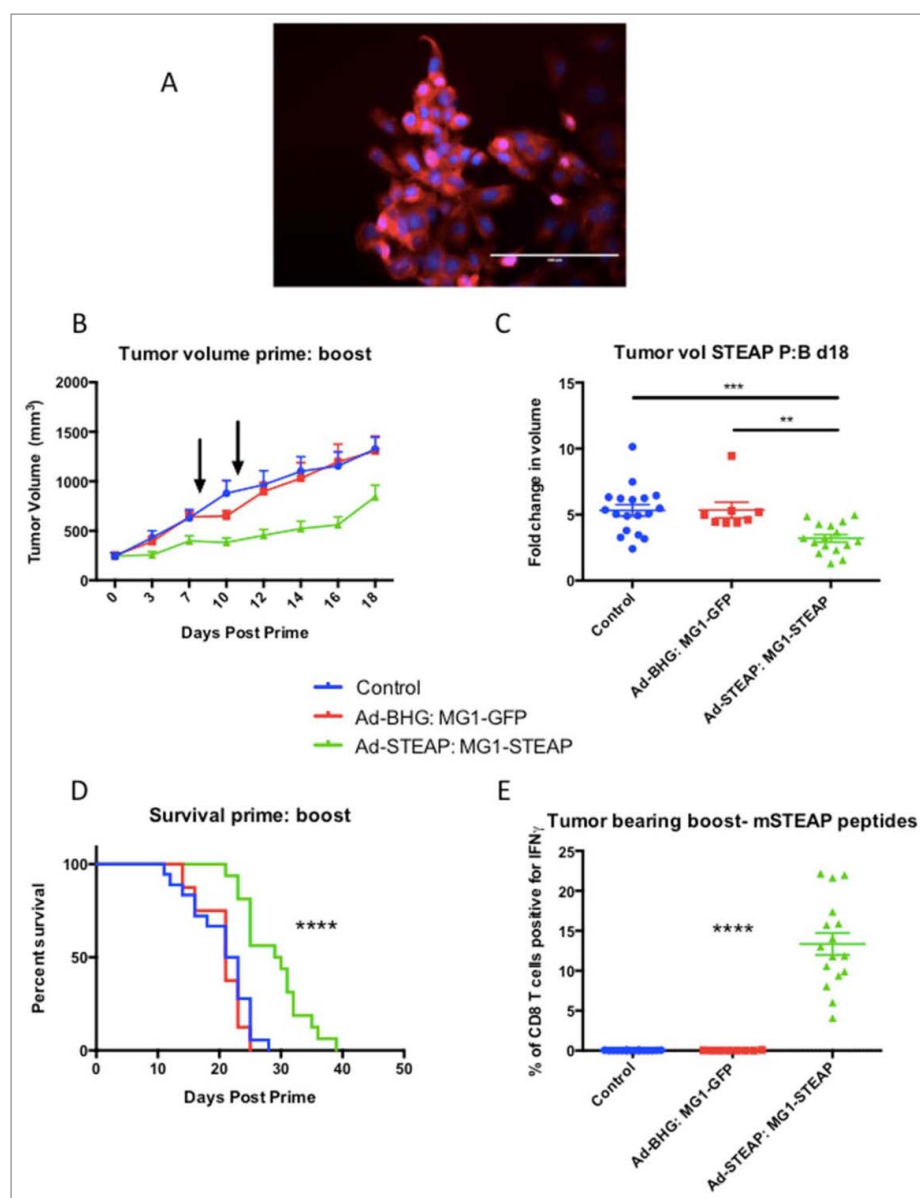 A
B
Tumor volume prime: boost
2000
1500
1000
500
0
Tumor Volume (mm³)
0 3 7 10 12 14 16 18
Days Post Prime
C
Tumor vol STEAP P:B d18
15
10
5
0
Fold change in volume
***
**
Control
Ad-BHG: MG1-GFP
Ad-STEAP: MG1-STEAP
Control
Ad-BHG: MG1-GFP
Ad-STEAP: MG1-STEAP
D
Survival prime: boost
100
50
0
Percent survival
****
0 10 20 30 40 50
Days Post Prime
E
Tumor bearing boost- mSTEAP peptides
25
20
15
10
5
0
% of CD8 T cells positive for IFNγ
****
Control
Ad-BHG: MG1-GFP
Ad-STEAP: MG1-STEAP